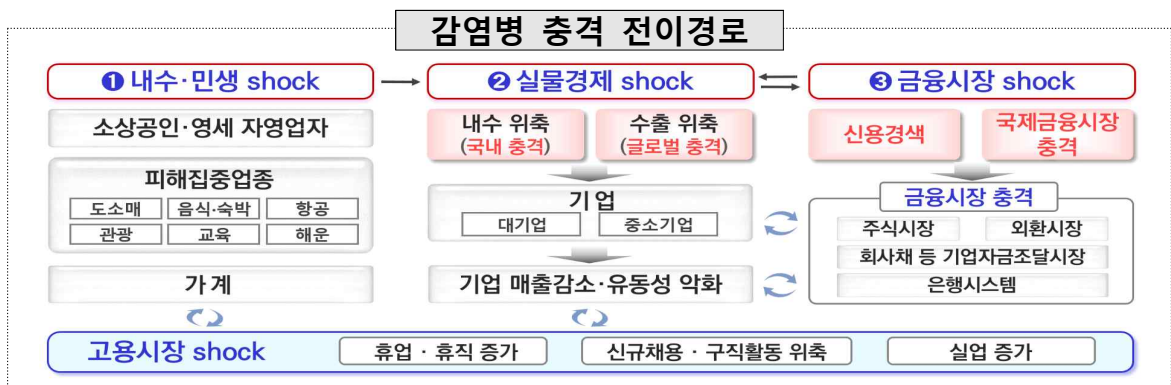 감염병 충격 전이경로
❶ 내수·민생 shock
소상공인·영세 자영업자
피해집중업종
도소매 음식·숙박 항공
관광 교육 해운
가계
❷ 실물경제 shock
내수 위축 수출 위축
(국내 충격) (글로벌 충격)
기업
대기업 중소기업
기업 매출감소·유동성 악화
❸ 금융시장 shock
신용경색
국제금융시장
충격
금융시장 충격
주식시장 외환시장
회사채 등 기업자금조달시장
은행시스템
고용시장 shock 휴업 · 휴직 증가 신규채용 · 구직활동 위축 실업 증가